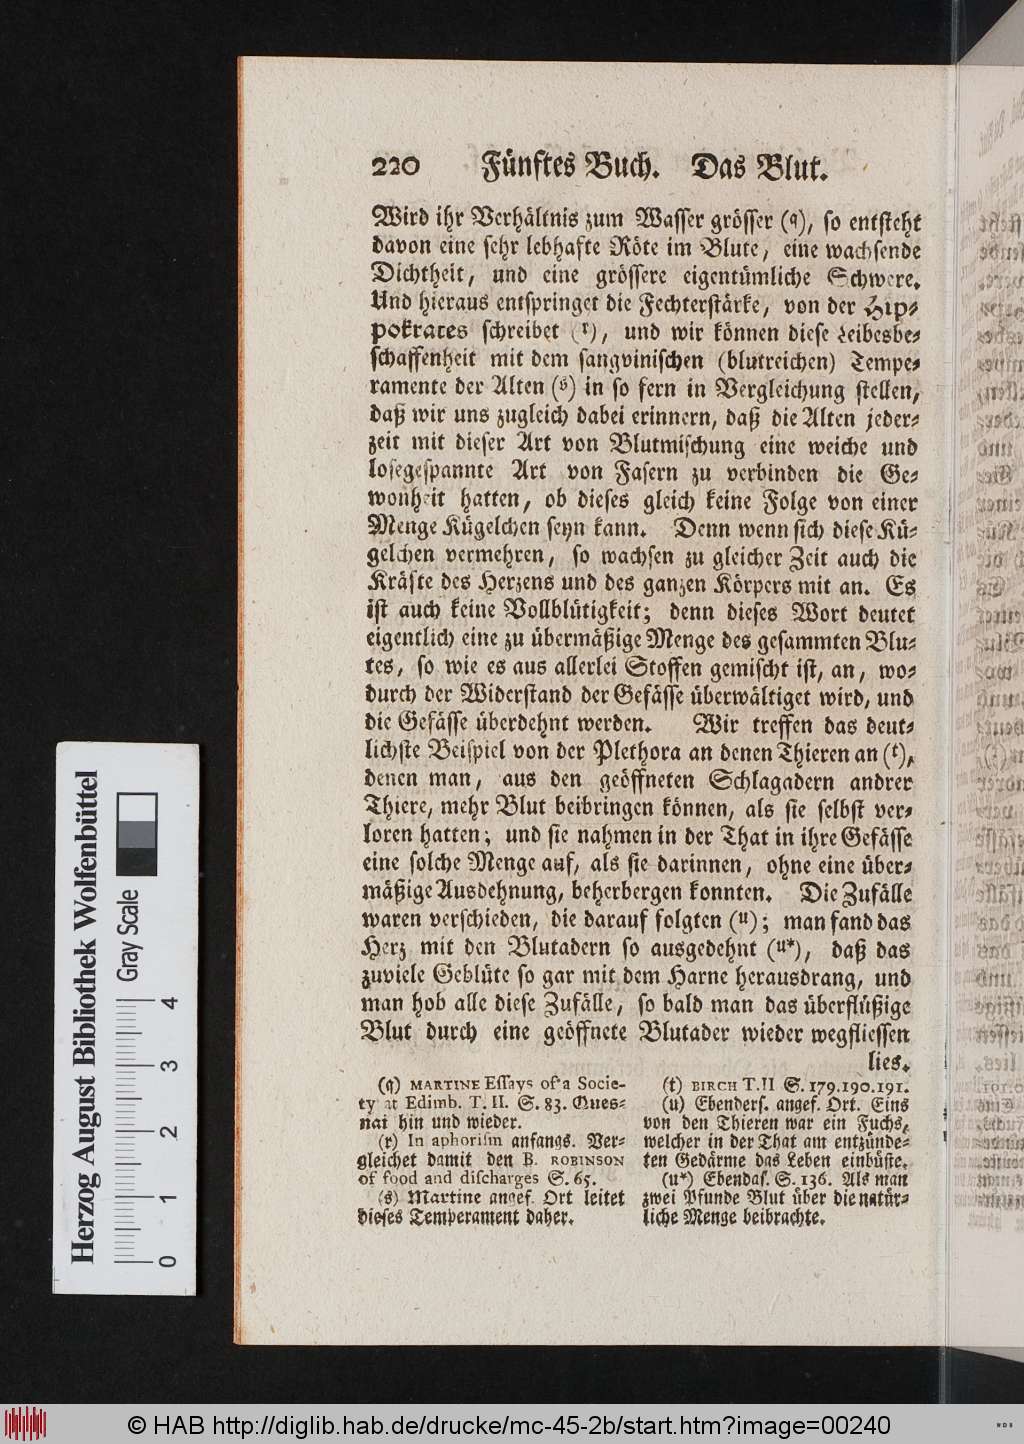 220 Fünftes Buch. Das Blut.
Wird ihr Verhältnis zum Wasser grösser (q), so entsteht
davon eine sehr lebhafte Röte im Blute, eine wachsende
Dichtheit, und eine grössere eigentümliche Schwere.
Und hieraus entspringet die Fechterstärke, von der Hip-
pokrates schreibet (r), und wir können diese Leibesbe-
schaffenheit mit dem sangvinischen (blutreichen) Tempe-
ramente der Alten (s) in so fern in Vergleichung stellen,
daß wir uns zugleich dabei erinnern, daß die Alten jeder-
zeit mit dieser Art von Blutmischung eine weiche und
losegespannte Art von Fasern zu verbinden die Ge-
wonheit hatten, ob dieses gleich keine Folge von einer
Menge Kügelchen seyn kann. Denn wenn sich diese Kü-
gelchen vermehren, so wachsen zu gleicher Zeit auch die
Kräfte des Herzens und des ganzen Körpers mit an. Es
ist auch keine Vollblütigkeit; denn dieses Wort deutet
eigentlich eine zu übermäßige Menge des gesammten Blu-
tes, so wie es aus allerlei Stoffen gemischt ist, an, wo-
durch der Widerstand der Gefässe überwältiget wird, und
die Gefässe überdehnt werden. Wir treffen das deut-
lichste Beispiel von der Plethora an denen Thieren an (t),
denen man, aus den geöffneten Schlagadern andrer
Thiere, mehr Blut beibringen können, als sie selbst ver-
loren hatten; und sie nahmen in der That in ihre Gefässe
eine solche Menge auf, als sie darinnen, ohne eine über-
mäßige Ausdehnung, beherbergen konnten. Die Zufälle
waren verschieden, die darauf folgten (u); man fand das
Herz mit den Blutadern so ausgedehnt (u*), daß das
zuviele Geblüte so gar mit dem Harne herausdrang, und
man hob alle diese Zufälle, so bald man das überflüßige
Blut durch eine geöffnete Blutader wieder wegfliessen
lies.
(q) MARTINE Essays of a Socie-
ty at Edimb. T. II. S. 83. Ques-
nai hin und wieder.
(r) In aphorism anfangs. Ver-
gleichet damit den B. ROBINSON
of food and discharges S. 65.
(s) Martine angef. Ort leitet
dieses Temperament daher.
(t) BIRCH T. II S. 179. 190. 191.
(u) Ebenders. angef. Ort. Eins
von den Thieren war ein Fuchs,
welcher in der That am entzünde-
ten Gedärme das Leben einbüste.
(u*) Ebendas. S. 136. Als man
zwei Pfunde Blut über die natür-
liche Menge beibrachte.
Herzog August Bibliothek Wolfenbüttel
Gray Scale
0 1 2 3 4
© HAB http://diglib.hab.de/drucke/mc-45-2b/start.htm?image=00240